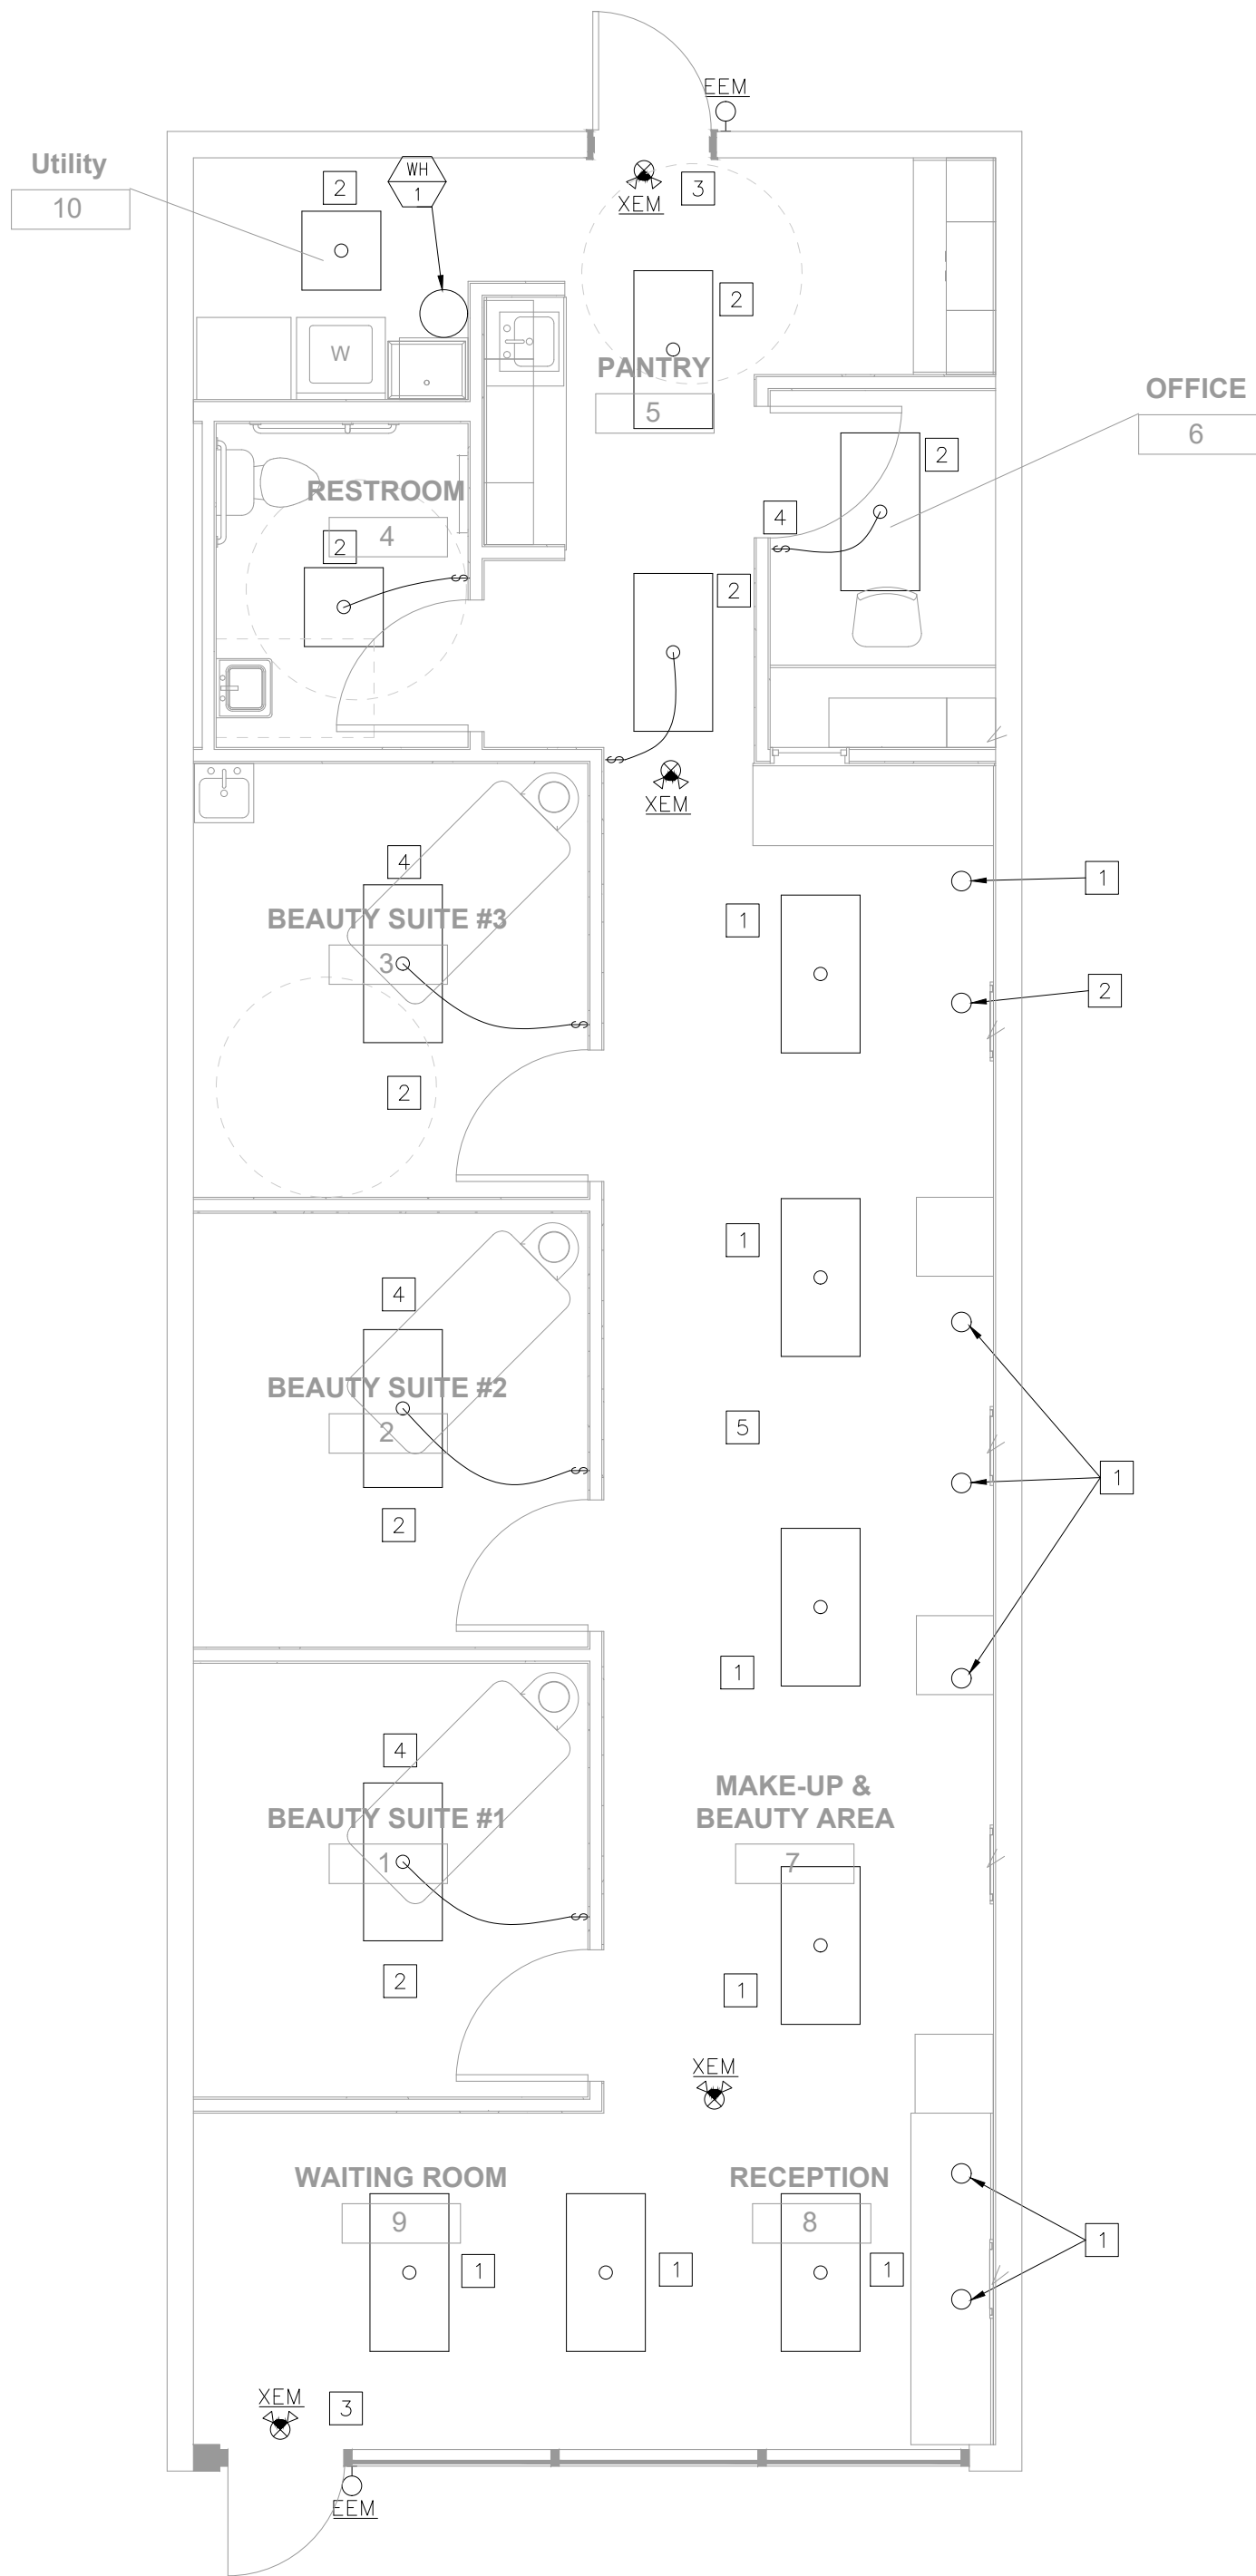 EEM
Utility
10
2
WH
1
XEM
3
2
W
PANTRY
5
OFFICE
6
2
RESTROOM
4
2
4
S
S
2
S
XEM
4
1
1
BEAUTY SUITE #3
3
2
S
2
1
4
BEAUTY SUITE #2
2
5
S
1
2
1
4
MAKE-UP &
BEAUTY AREA
7
BEAUTY SUITE #1
1
S
2
1
XEM
WAITING ROOM
9
RECEPTION
8
1
1
1
1
XEM
3
EEM